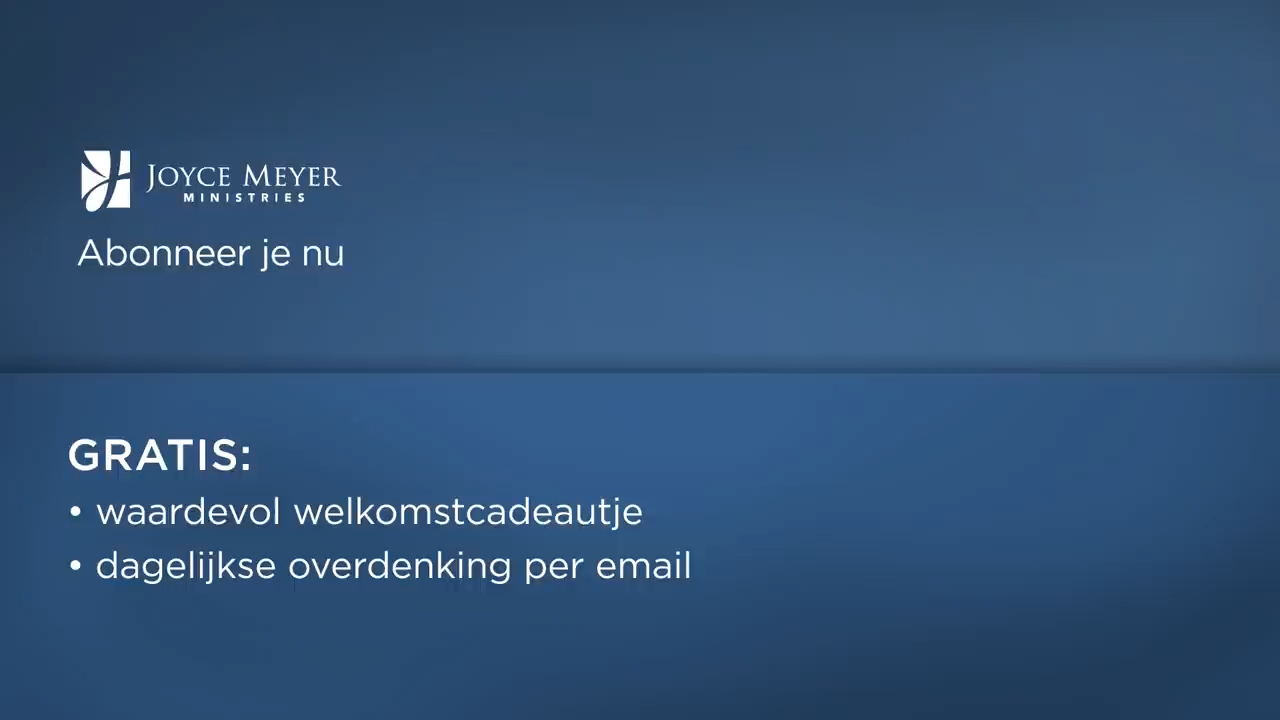 JOYCE MEYER
MINISTRIES
Abonneer je nu
GRATIS:
• waardevol welkomstcadeautje
• dagelijkse overdenking per email